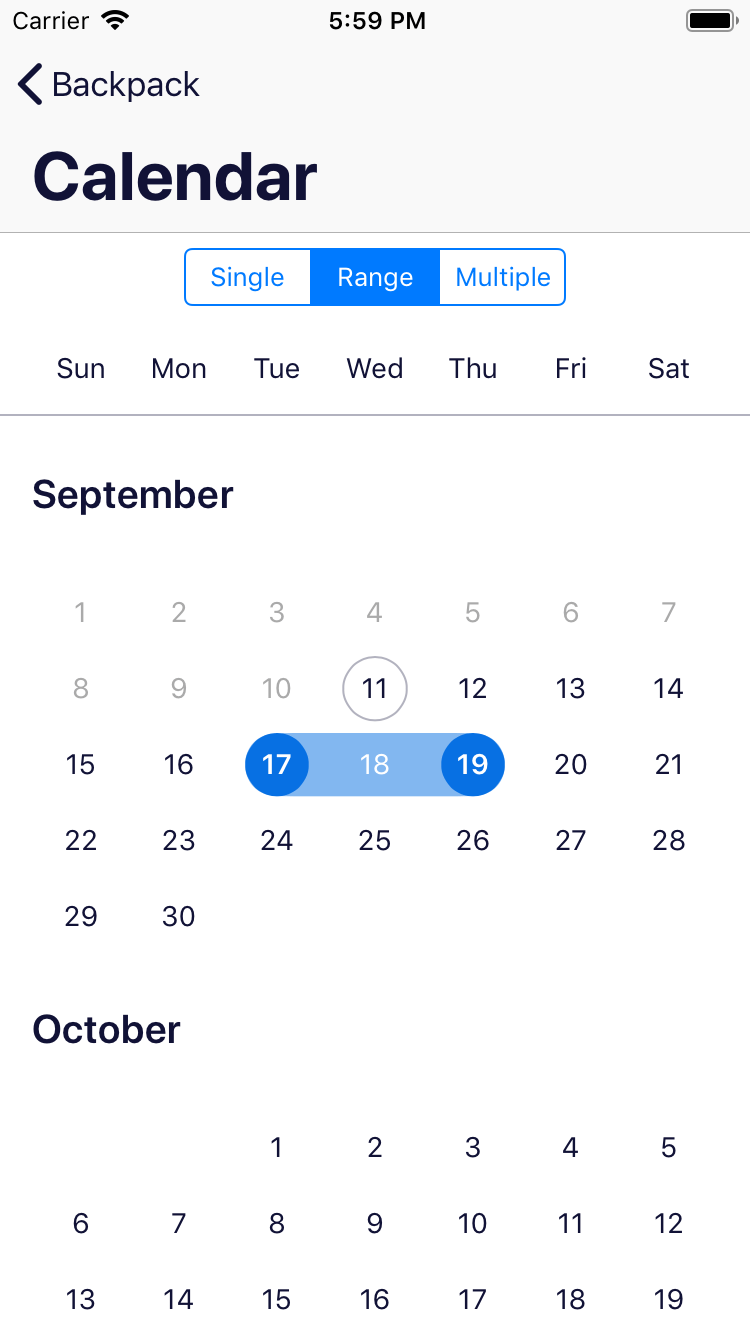 Carrier 5:59 PM
Backpack
Calendar
Single Range Multiple
Sun Mon Tue Wed Thu Fri Sat
September
1 2 3 4 5 6 7
8 9 10 11 12 13 14
15 16 17 18 19 20 21
22 23 24 25 26 27 28
29 30
October
1 2 3 4 5
6 7 8 9 10 11 12
13 14 15 16 17 18 19